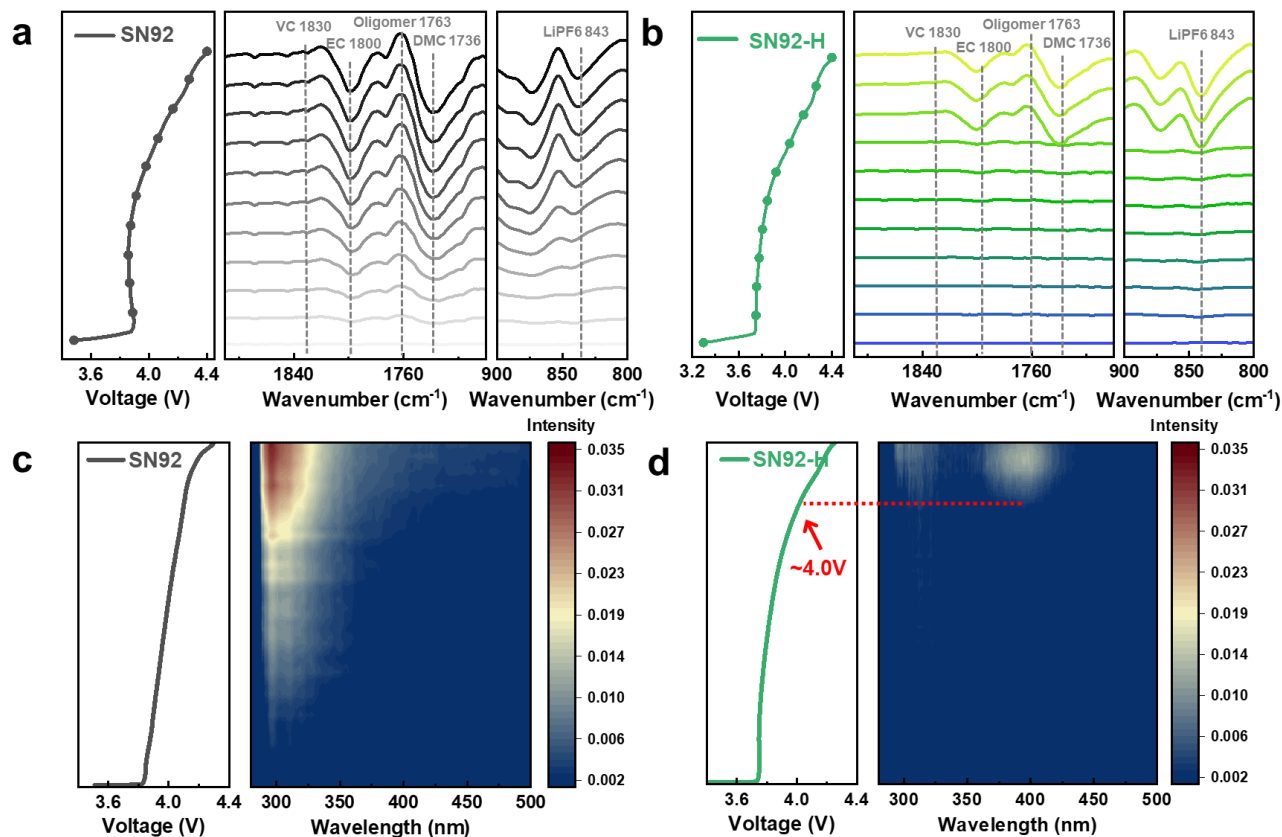 a
SN92
VC 1830
EC 1800
Oligomer 1763
DMC 1736
LiPF6 843
3.6 4.0 4.4
Voltage (V)
1840 1760
Wavenumber (cm-1)
900 800
Wavenumber (cm-1)
b
SN92-H
VC 1830
EC 1800
Oligomer 1763
DMC 1736
LiPF6 843
3.2 3.6 4.0 4.4
Voltage (V)
1840 1760
Wavenumber (cm-1)
900 850 800
Wavenumber (cm-1)
c
SN92
4.0 4.4
Voltage (V)
300 350 400 450 500
Wavelength (nm)
Intensity
0.035
0.031
0.027
0.023
0.019
0.014
0.010
0.006
0.002
d
SN92-H
~4.0V
3.6 4.0 4.4
Voltage (V)
300 350 400 450 500
Wavelength (nm)
Intensity
0.035
0.031
0.027
0.023
0.019
0.014
0.010
0.006
0.002